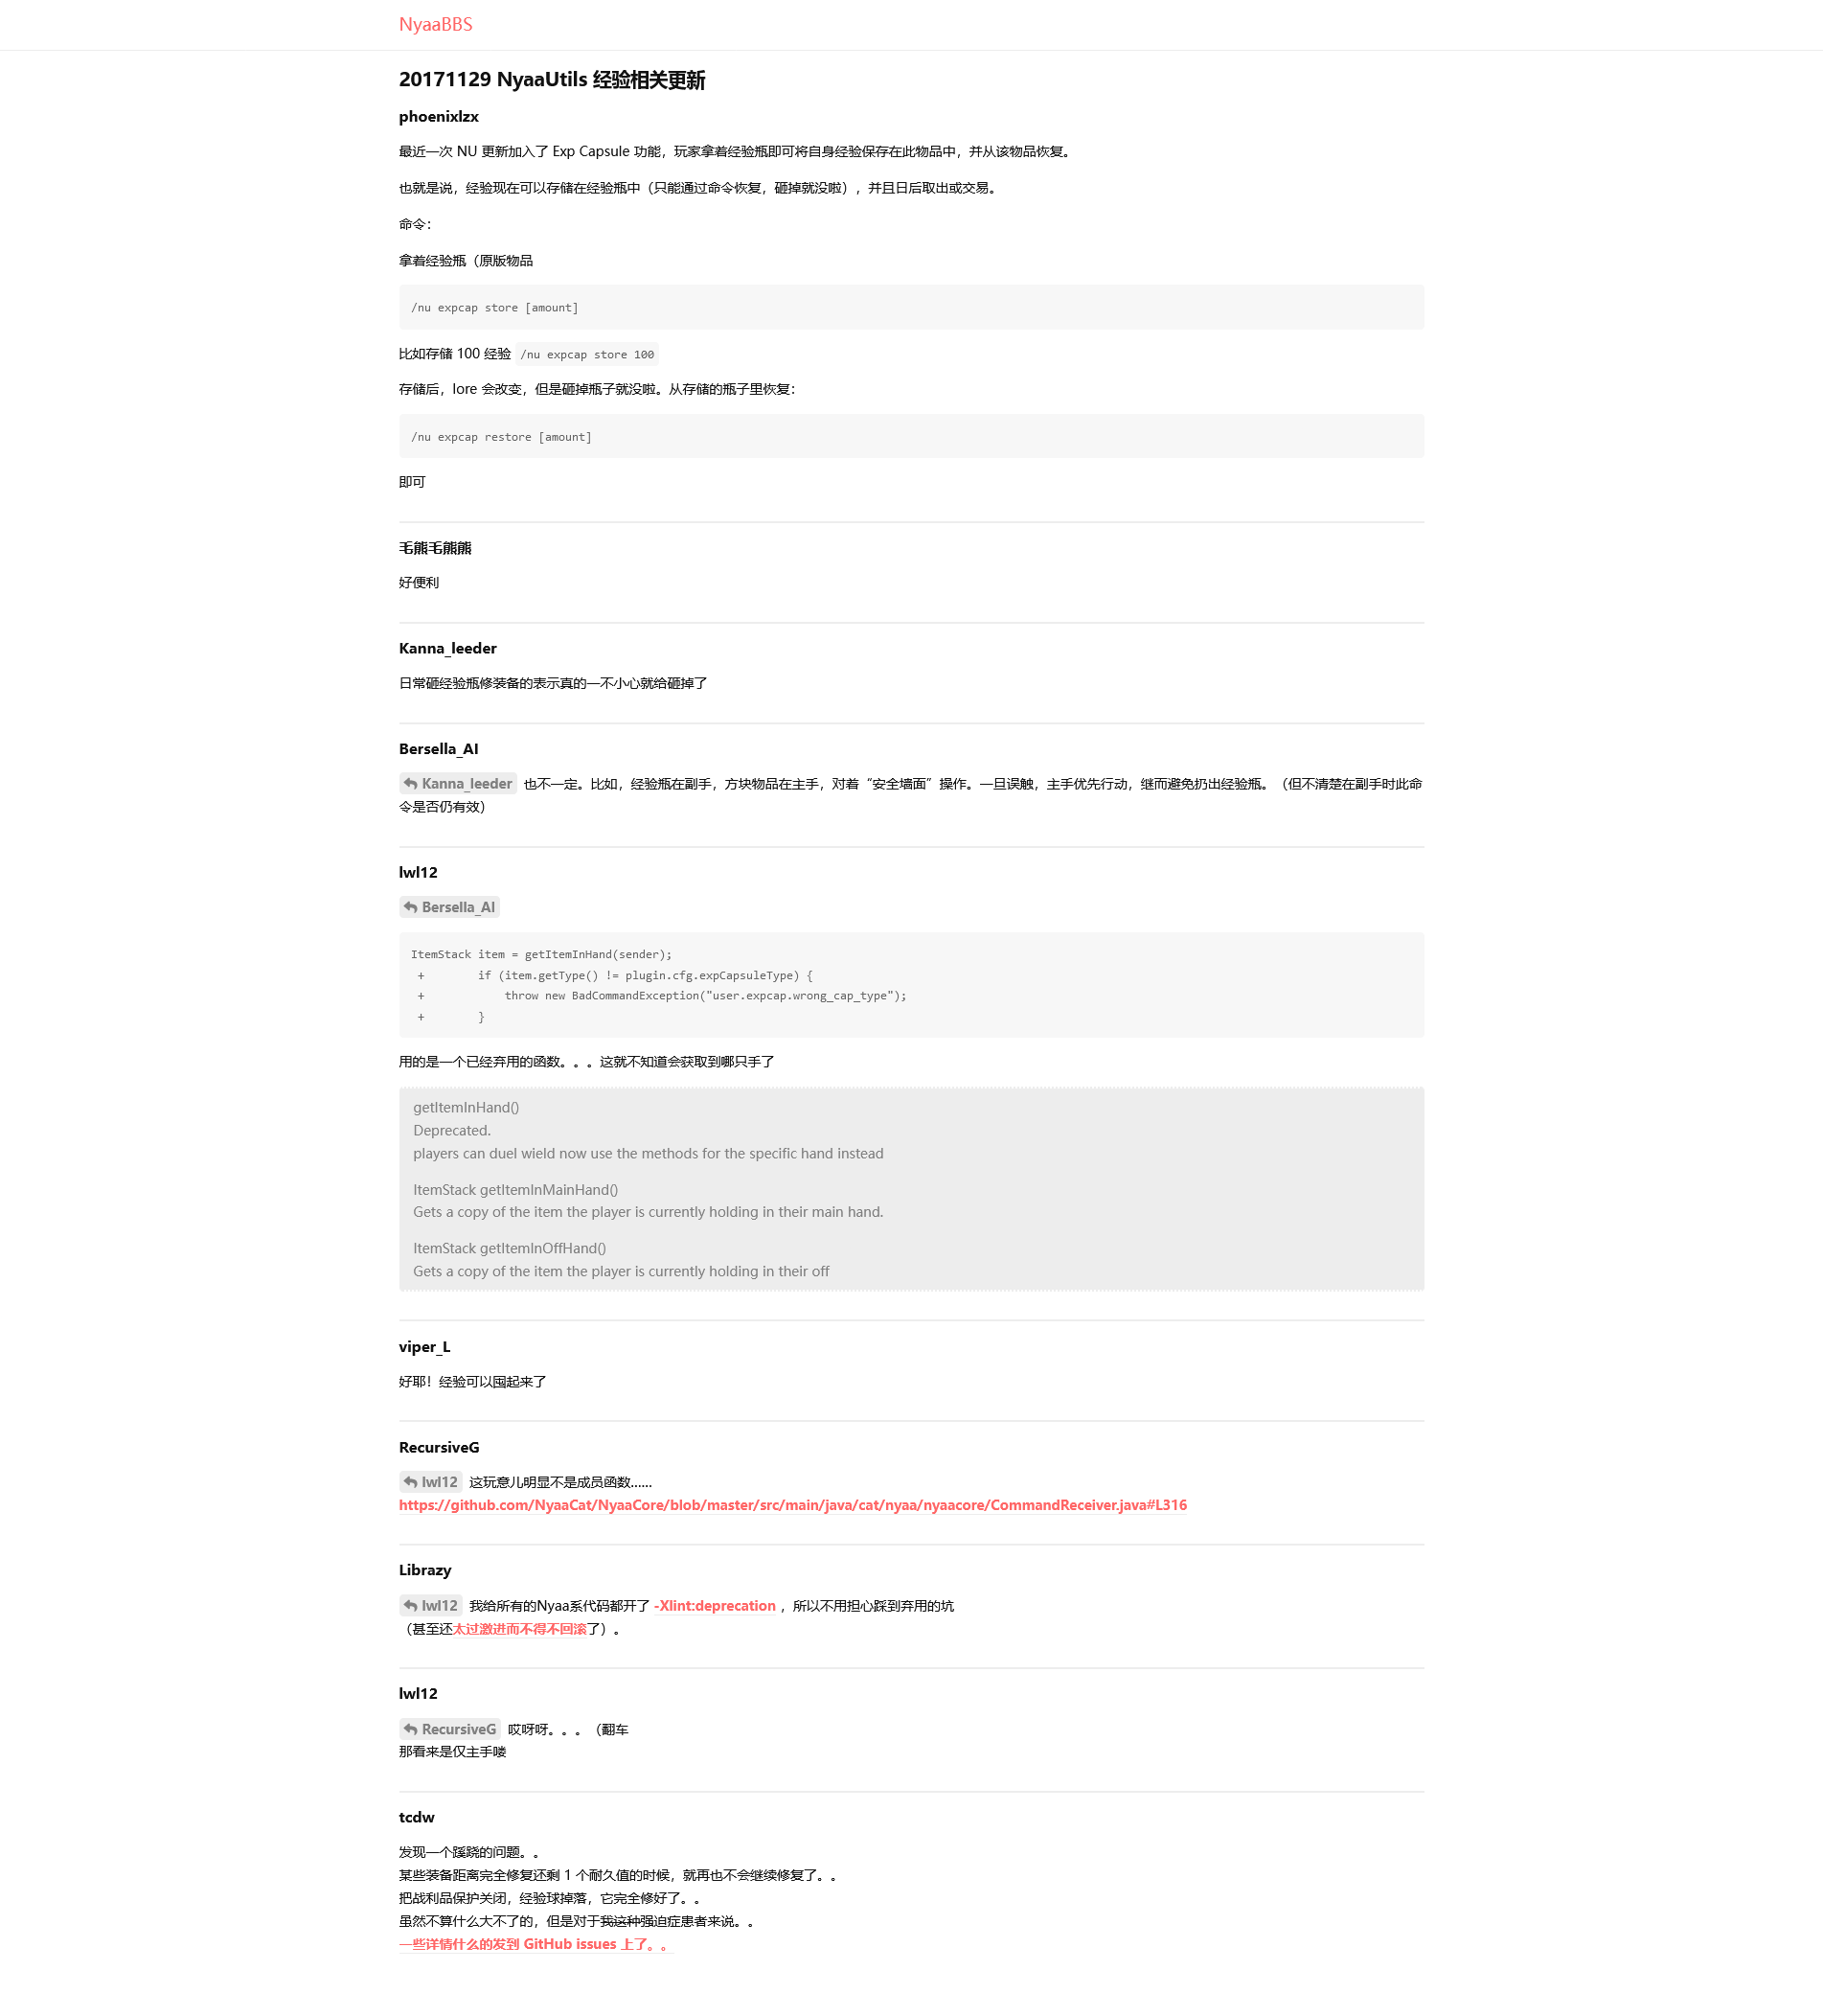 NyaaBBS
20171129 NyaaUtils 经验相关更新
phoenixlzx
最近一次 NU 更新加入了 Exp Capsule 功能，玩家拿着经验瓶即可将自身经验保存在此物品中，并从该物品恢复。
也就是说，经验现在可以存储在经验瓶中（只能通过命令恢复，砸掉就没啦），并且日后取出或交易。
命令：
拿着经验瓶（原版物品
/nu expcap store [amount]
比如存储 100 经验 /nu expcap store 100
存储后，lore 会改变，但是砸掉瓶子就没啦。从存储的瓶子里恢复：
/nu expcap restore [amount]
即可
毛熊毛熊熊
好便利
Kanna_leeder
日常砸经验瓶修装备的表示真的一不小心就给砸掉了
Bersella_AI
Kanna_leeder 也不一定。比如，经验瓶在副手，方块物品在主手，对着“安全墙面”操作。一旦误触，主手优先行动，继而避免扔出经验瓶。（但不清楚在副手时此命
令是否仍有效）
lwl12
Bersella_AI
ItemStack item = getItemInHand(sender);
+        if (item.getType() != plugin.cfg.expCapsuleType) {
+            throw new BadCommandException("user.expcap.wrong_cap_type");
+        }
用的是一个已经弃用的函数。。。这就不知道会获取到哪只手了
getItemInHand()
Deprecated.
players can duel wield now use the methods for the specific hand instead
ItemStack getItemInMainHand()
Gets a copy of the item the player is currently holding in their main hand.
ItemStack getItemInOffHand()
Gets a copy of the item the player is currently holding in their off
viper_L
好耶！经验可以囤起来了
RecursiveG
lwl12 这玩意儿明显不是成员函数……
https://github.com/NyaaCat/NyaaCore/blob/master/src/main/java/cat/nyaa/nyaacore/CommandReceiver.java#L316
Librazy
lwl12 我给所有的Nyaa系代码都开了 -Xlint:deprecation ，所以不用担心踩到弃用的坑
（甚至还太过激进而不得不回滚了）。
lwl12
RecursiveG 哎呀呀。。。（翻车
那看来是仅主手喽
tcdw
发现一个蹊跷的问题。。
某些装备距离完全修复还剩 1 个耐久值的时候，就再也不会继续修复了。。
把战利品保护关闭，经验球掉落，它完全修好了。。
虽然不算什么大不了的，但是对于我这种强迫症患者来说。。
一些详情什么的发到 GitHub issues 上了。。